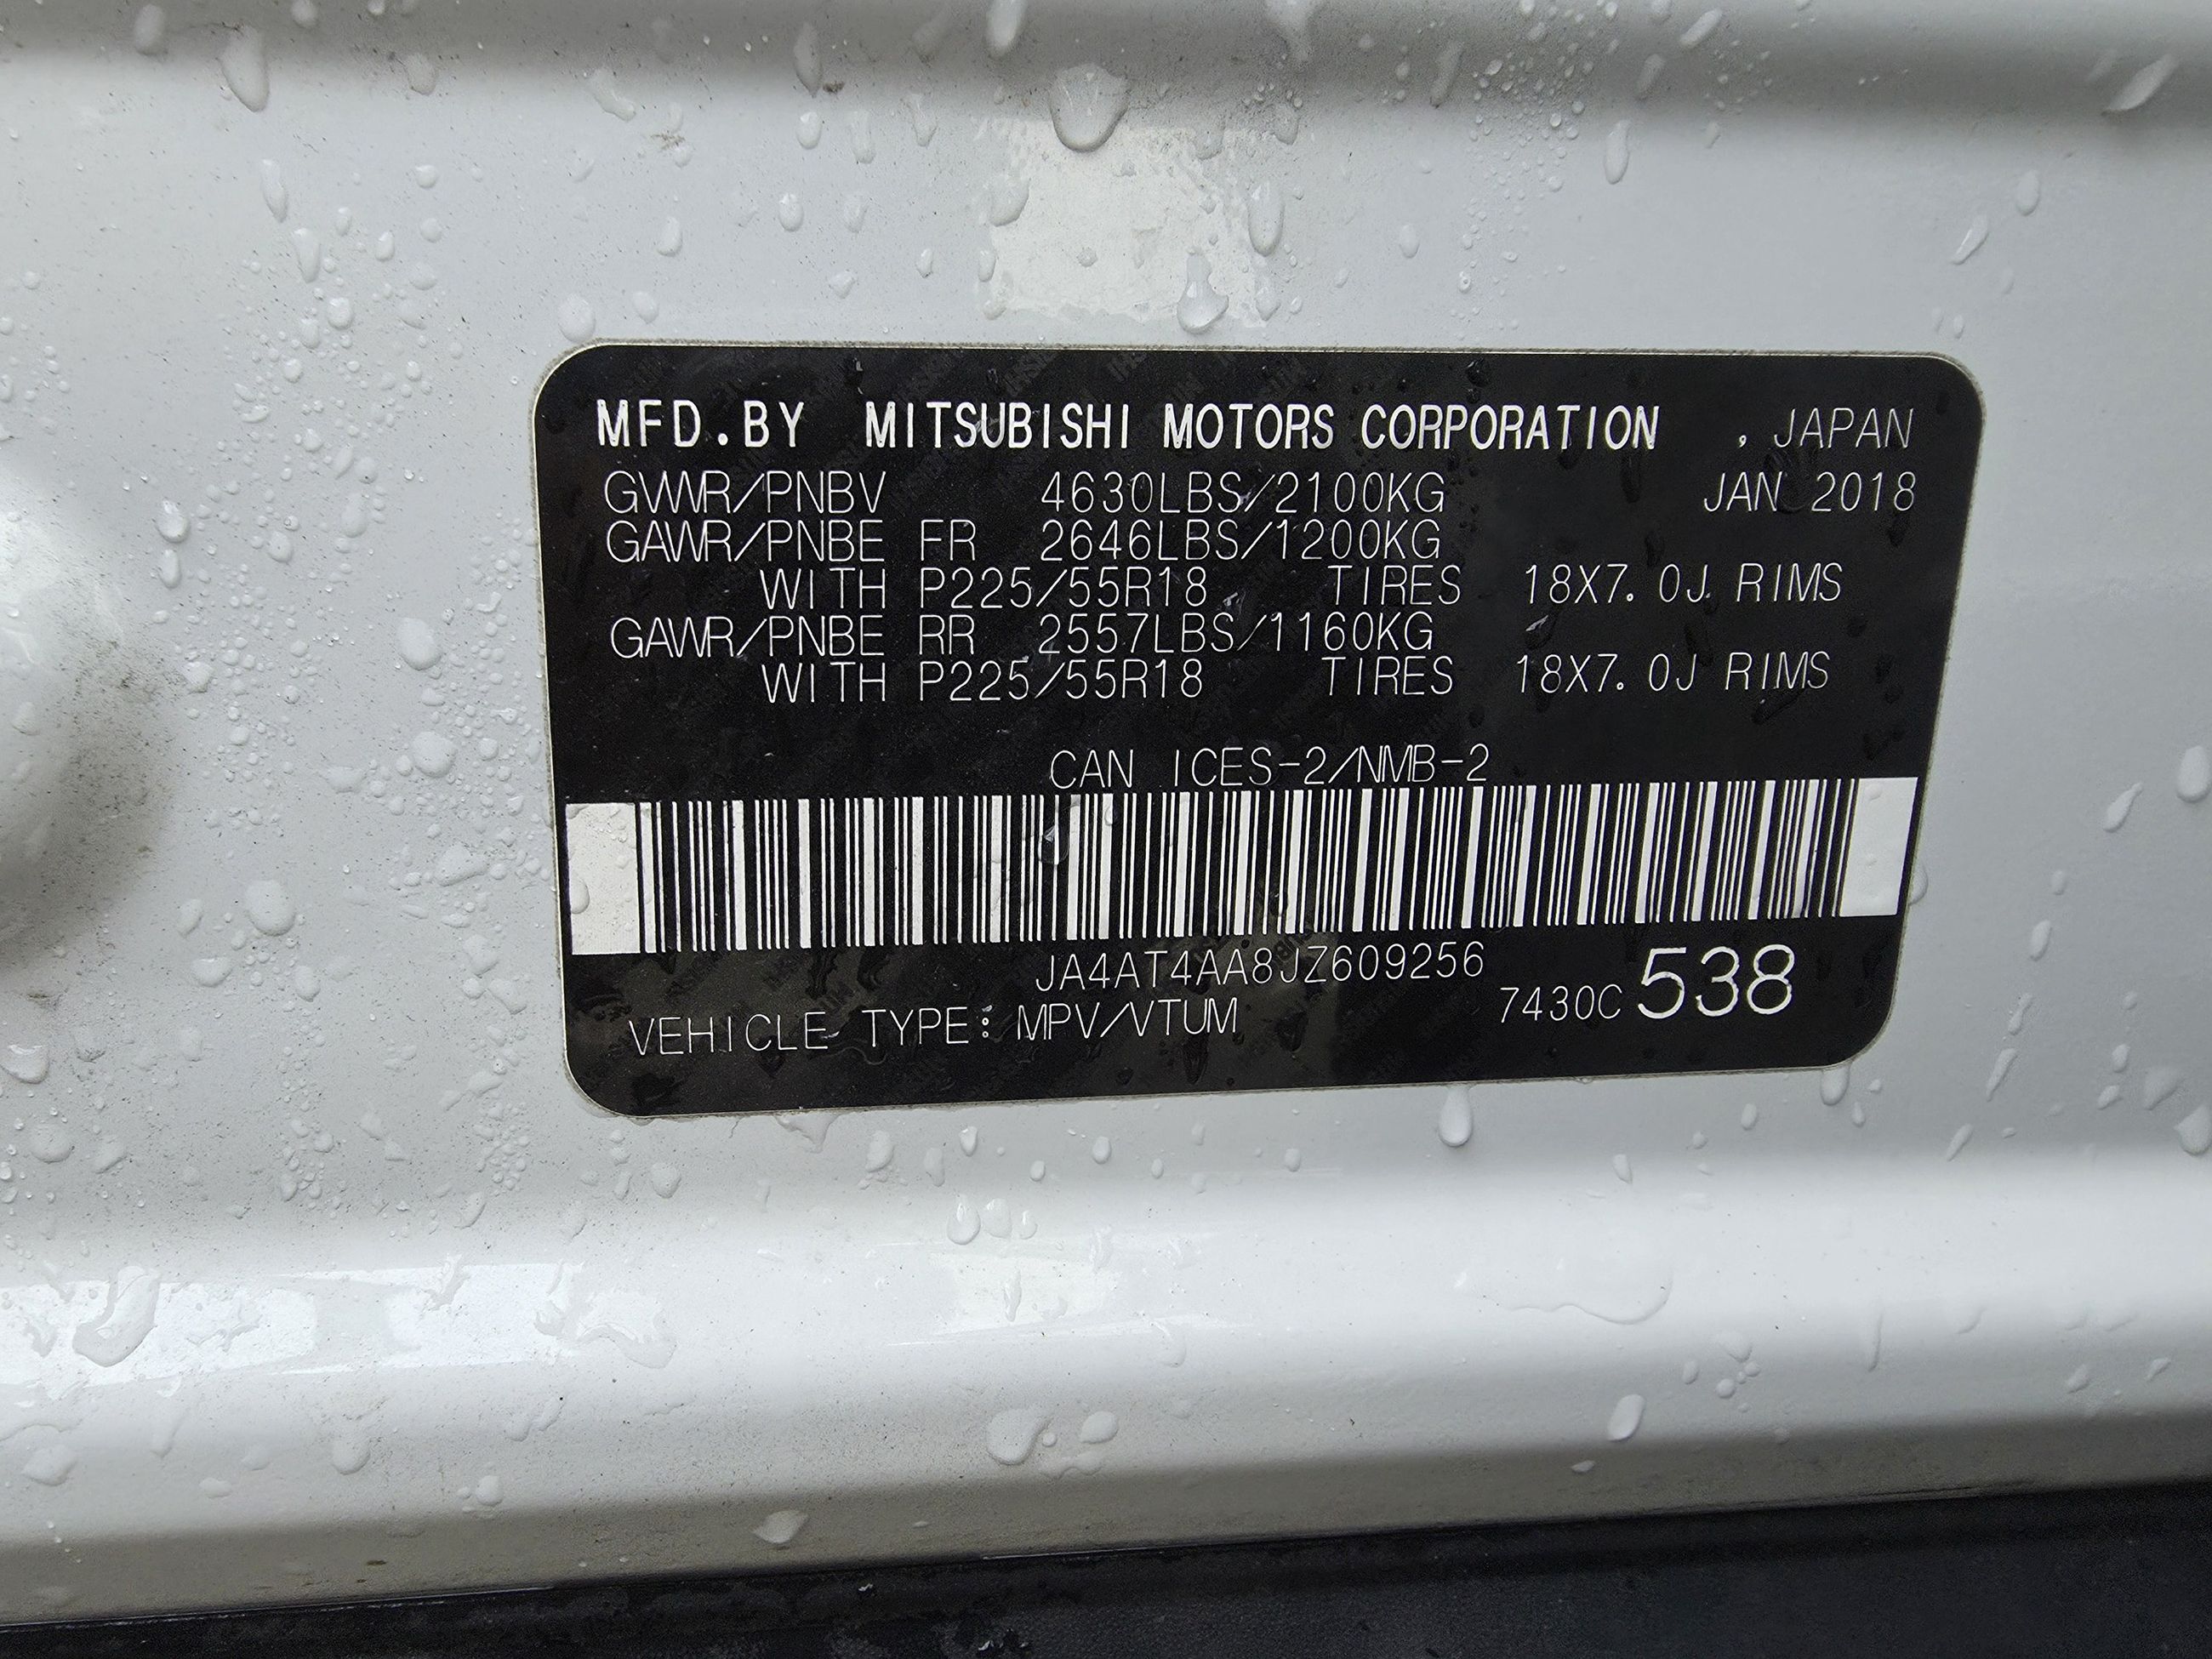 MFD.BY MITSUBISHI MOTORS CORPORATION , JAPAN
GVWR/PNBV 4630LBS/2100KG JAN 2018
GAWR/PNBE FR 2646LBS/1200KG
WITH P225/55R18 TIRES 18X7.0J RIMS
GAWR/PNBE RR 2557LBS/1160KG
WITH P225/55R18 TIRES 18X7.0J RIMS
CAN ICES-2/NMB-2
JA4AT4AA8JZ609256
VEHICLE TYPE: MPV/VTUM 7430C 538